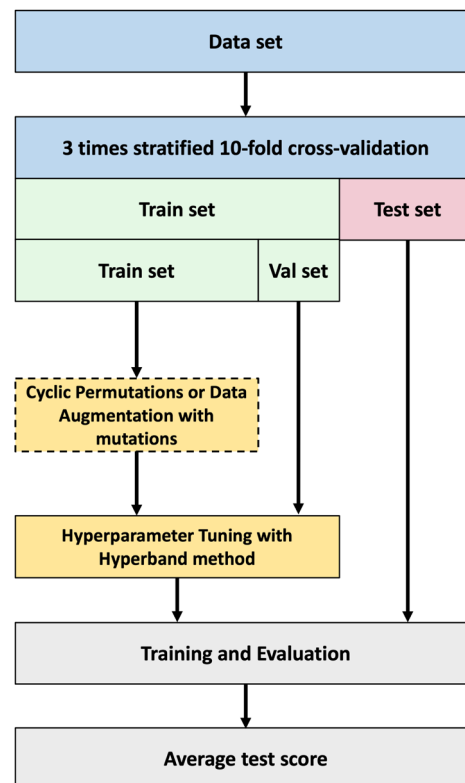 Data set
3 times stratified 10-fold cross-validation
Train set
Test set
Train set
Val set
Cyclic Permutations or Data
Augmentation with
mutations
Hyperparameter Tuning with
Hyperband method
Training and Evaluation
Average test score